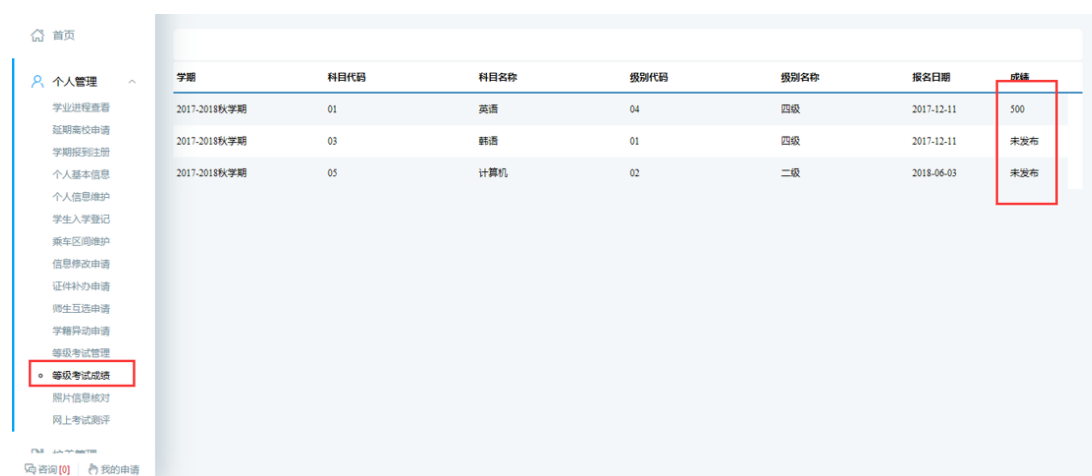 首页
个人管理
学业进程查看
延期离校申请
学期报到注册
个人基本信息
个人信息维护
学生入学登记
乘车区间维护
信息修改申请
证件补办申请
师生互选申请
学籍异动申请
等级考试管理
等级考试成绩
照片信息核对
网上考试测评
咨询[0] 我的申请
学期 科目代码 科目名称 级别代码 级别名称 报名日期 成绩
2017-2018秋学期 01 英语 04 四级 2017-12-11 500
2017-2018秋学期 03 韩语 01 四级 2017-12-11 未发布
2017-2018秋学期 05 计算机 02 二级 2018-06-03 未发布